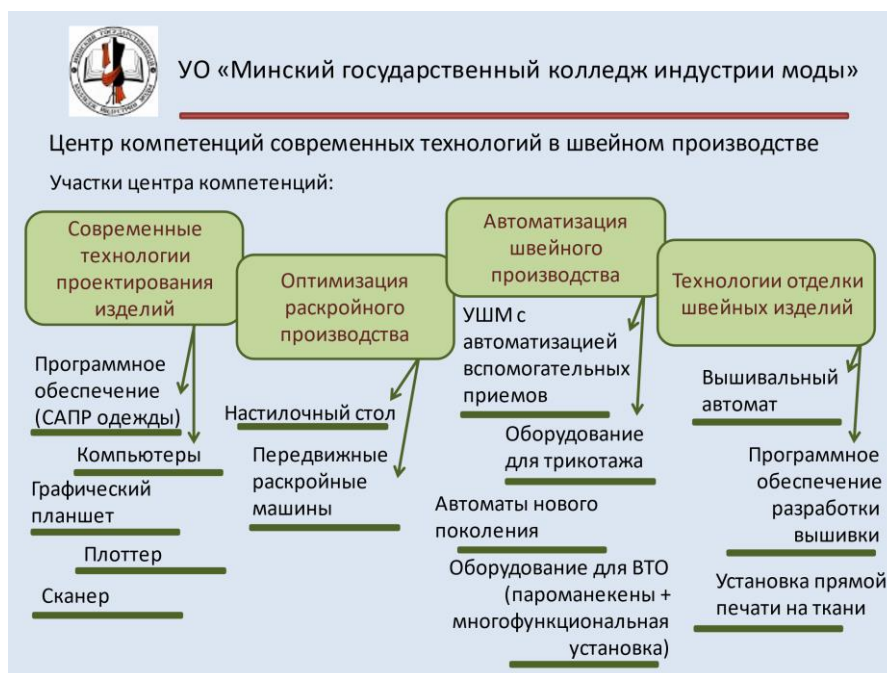 УО «Минский государственный колледж индустрии моды»
Центр компетенций современных технологий в швейном производстве
Участки центра компетенций:
Современные
технологии
проектирования
изделий
Программное
обеспечение
(САПР одежды)
Компьютеры
Графический
планшет
Плоттер
Сканер
Оптимизация
раскройного
производства
Настилочный стол
Передвижные
раскройные
машины
Автоматизация
швейного
производства
УШМ с
автоматизацией
вспомогательных
приемов
Оборудование
для трикотажа
Автоматы нового
поколения
Оборудование для ВТО
(пароманекены +
многофункциональная
установка)
Технологии отделки
швейных изделий
Вышивальный
автомат
Программное
обеспечение
разработки
вышивки
Установка прямой
печати на ткани